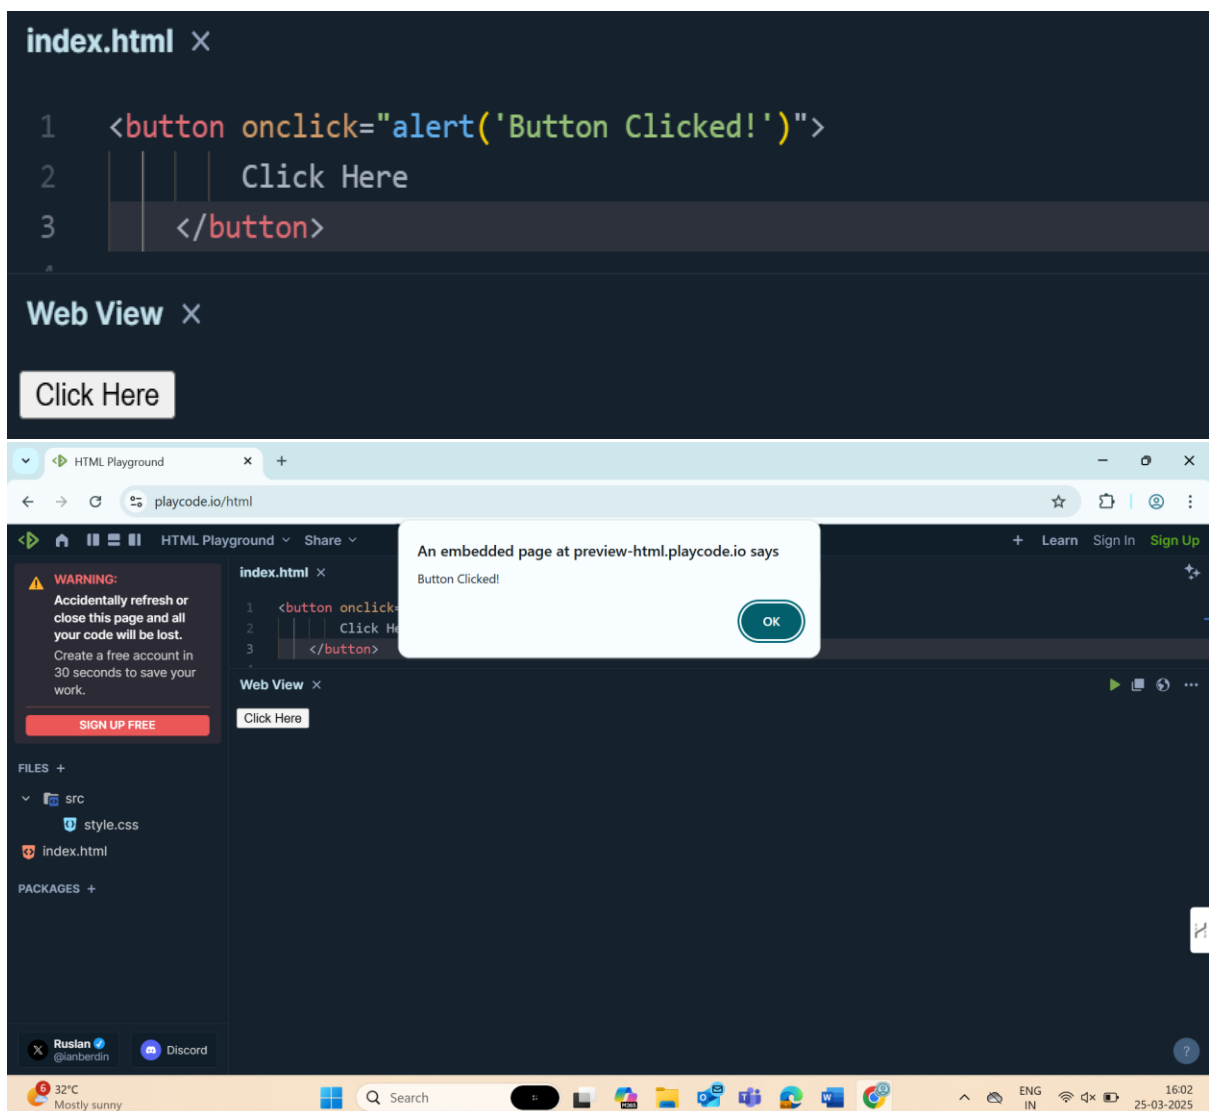 index.html ×
1 <button onclick="alert('Button Clicked!')">
2 Click Here
3 </button>
4
Web View ×
Click Here
HTML Playground × +
playcode.io/html
HTML Playground Share
+ Learn Sign In Sign Up
An embedded page at preview-html.playcode.io says
Button Clicked!
OK
WARNING:
Accidentally refresh or
close this page and all
your code will be lost.
Create a free account in
30 seconds to save your
work.
SIGN UP FREE
FILES +
src
style.css
index.html
PACKAGES +
Ruslan
@ianberdin
Discord
index.html ×
1 <button onclick=
2 Click He
3 </button>
Web View ×
Click Here
?
6
32°C
Mostly sunny
Search
M365
ENG
IN
16:02
25-03-2025